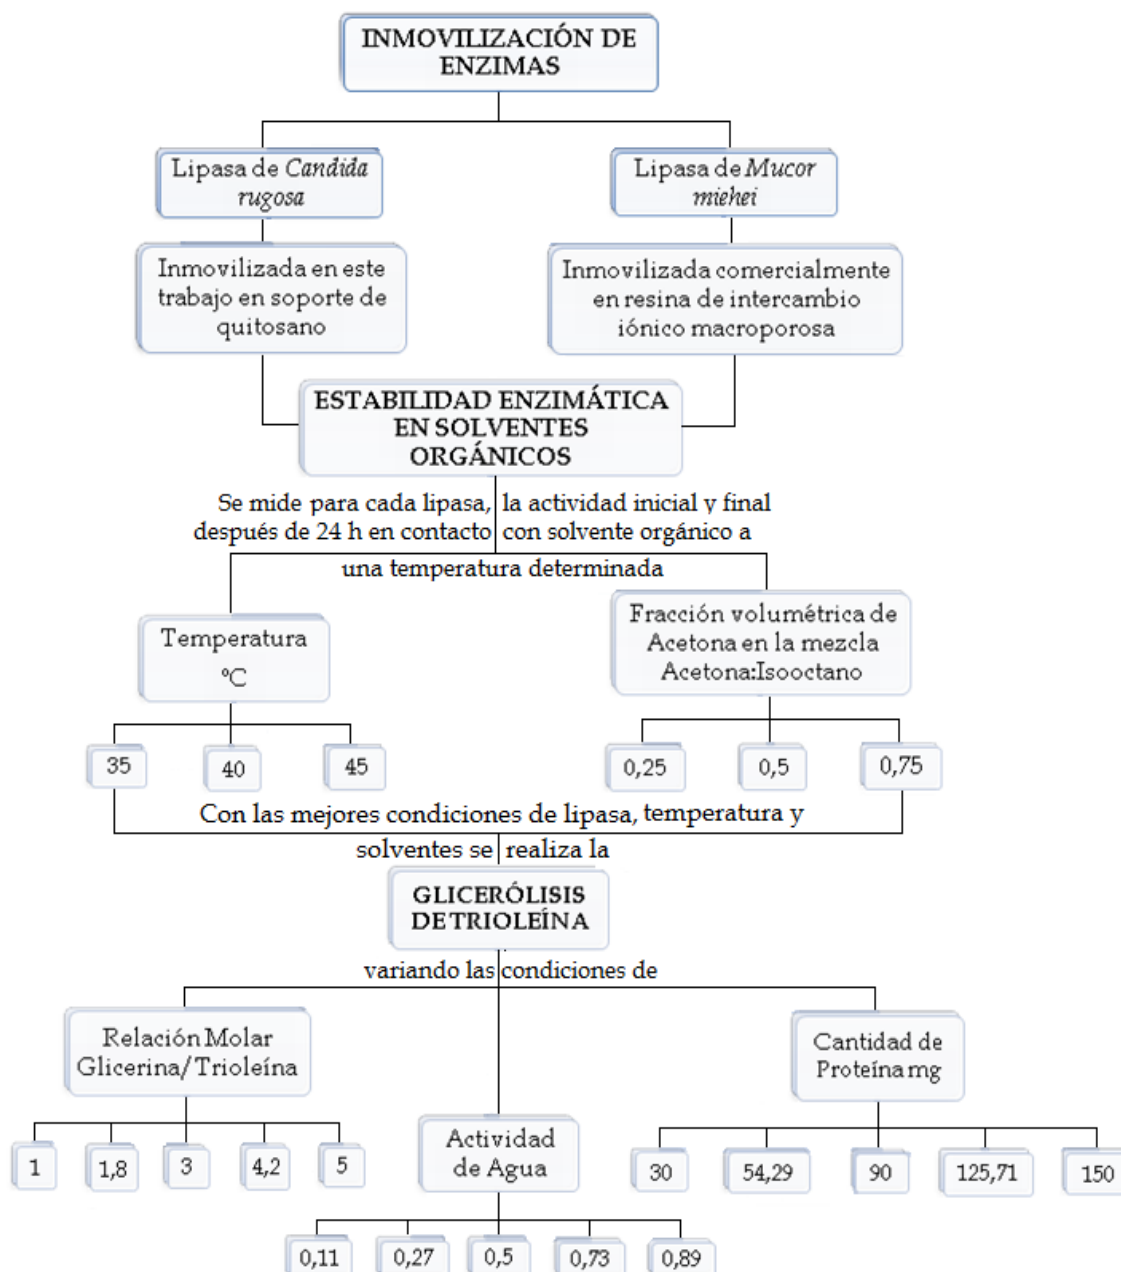 INMOVILIZACIÓN DE
ENZIMAS
Lipasa de Candida
rugosa
Lipasa de Mucor
miehei
Inmovilizada en este
trabajo en soporte de
quitosano
Inmovilizada comercialmente
en resina de intercambio
iónico macroporosa
ESTABILIDAD ENZIMÁTICA
EN SOLVENTES
ORGÁNICOS
Se mide para cada lipasa, la actividad inicial y final
después de 24 h en contacto con solvente orgánico a
una temperatura determinada
Temperatura
ºC
Fracción volumétrica de
Acetona en la mezcla
Acetona:Isooctano
35
40
45
0,25
0,5
0,75
Con las mejores condiciones de lipasa, temperatura y
solventes se realiza la
GLICERÓLISIS
DETRIOLEÍNA
variando las condiciones de
Relación Molar
Glicerina/Trioleína
Cantidad de
Proteína mg
Actividad
de Agua
1
1,8
3
4,2
5
30
54,29
90
125,71
150
0,11
0,27
0,5
0,73
0,89